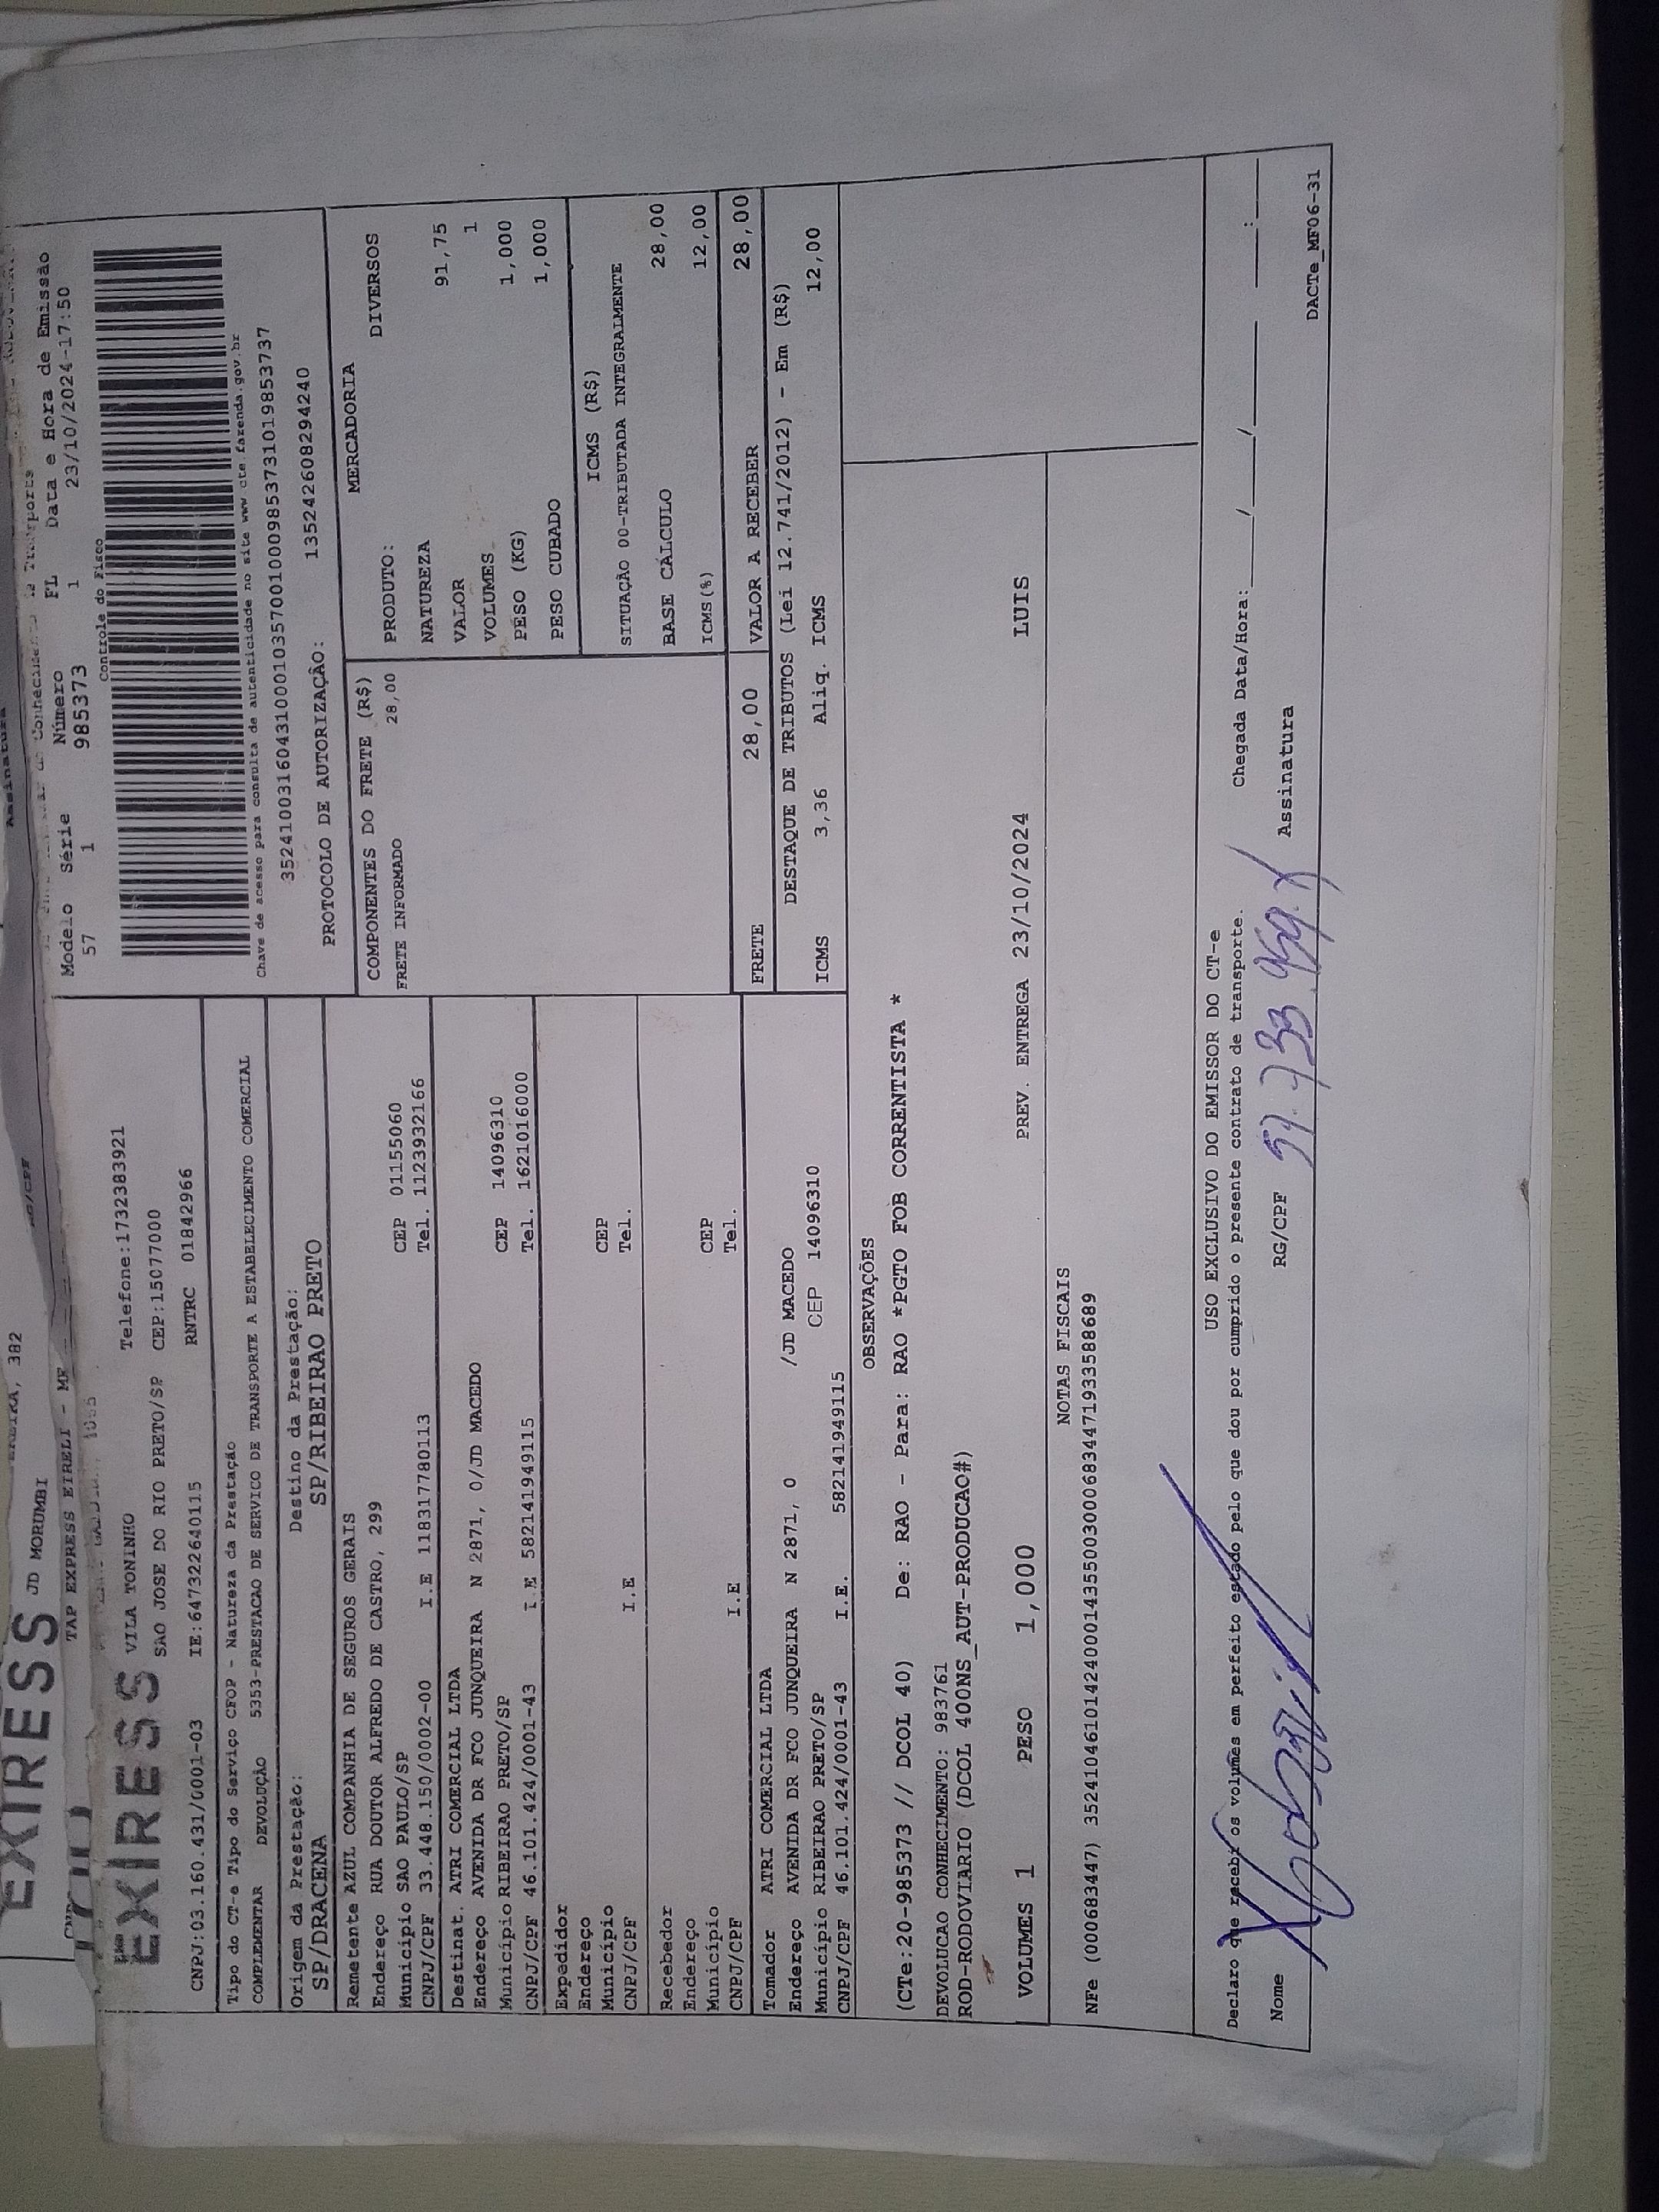 EXIRESS
JD MORUMBI
TAP EXPRESS EIRELI - ME
RG/CPF
Assinatura
EXIRESS
VILA TONINHO
Telefone:1732383921
SAO JOSE DO RIO PRETO/SP CEP:15077000
CNPJ:03.160.431/0001-03 IE:647322640115 RNTRC 01842966
Modelo Série Número FL Data e Hora de Emissão
57 1 985373 1 23/10/2024-17:50
Controle do Fisco
Chave de acesso para consulta de autenticidade no site www cte.fazenda.gov.br
35241003160431000103570010009853731019853737
PROTOCOLO DE AUTORIZAÇÃO: 135242608294240
Tipo do CT-e Tipo do Serviço CFOP - Natureza da Prestação
COMPLEMENTAR DEVOLUÇÃO 5353-PRESTACAO DE SERVICO DE TRANSPORTE A ESTABELECIMENTO COMERCIAL
Origem da Prestação: Destino da Prestação:
SP/DRACENA SP/RIBEIRAO PRETO
Remetente AZUL COMPANHIA DE SEGUROS GERAIS
Endereço RUA DOUTOR ALFREDO DE CASTRO, 299
Município SAO PAULO/SP CEP 01155060
CNPJ/CPF 33.448.150/0002-00 I.E 118317780113 Tel. 1123932166
Destinat. ATRI COMERCIAL LTDA
Endereço AVENIDA DR FCO JUNQUEIRA N 2871, 0/JD MACEDO
Município RIBEIRAO PRETO/SP CEP 14096310
CNPJ/CPF 46.101.424/0001-43 I.E 582141949115 Tel. 1621016000
Expedidor
Endereço
Município CEP
CNPJ/CPF I.E Tel.
Recebedor
Endereço
Município CEP
CNPJ/CPF I.E Tel.
Tomador ATRI COMERCIAL LTDA
Endereço AVENIDA DR FCO JUNQUEIRA N 2871, 0 /JD MACEDO
Município RIBEIRAO PRETO/SP CEP 14096310
CNPJ/CPF 46.101.424/0001-43 I.E. 582141949115
COMPONENTES DO FRETE (R$)
FRETE INFORMADO 28,00
MERCADORIA
PRODUTO: DIVERSOS
NATUREZA
VALOR 91,75
VOLUMES 1
PESO (KG) 1,000
PESO CUBADO 1,000
ICMS (R$)
SITUAÇÃO 00-TRIBUTADA INTEGRALMENTE
BASE CÁLCULO 28,00
ICMS(%) 12,00
FRETE 28,00 VALOR A RECEBER 28,00
DESTAQUE DE TRIBUTOS (Lei 12.741/2012) - Em (R$)
ICMS 3,36 Aliq. ICMS 12,00
OBSERVAÇÕES
(CTe:20-985373 // DCOL 40) De: RAO - Para: RAO *PGTO FOB CORRENTISTA *
DEVOLUCAO CONHECIMENTO: 983761
ROD-RODOVIARIO (DCOL 400NS_AUT-PRODUCAO#)
VOLUMES 1 PESO 1,000 PREV. ENTREGA 23/10/2024 LUIS
NOTAS FISCAIS
NFe (000683447) 35241046101424000143550030006834471933588689
USO EXCLUSIVO DO EMISSOR DO CT-e
Declaro que recebi os volumes em perfeito estado pelo que dou por cumprido o presente contrato de transporte. Chegada Data/Hora:____/____/____ ___:___
Nome RG/CPF Assinatura
DACTe_MF06-31